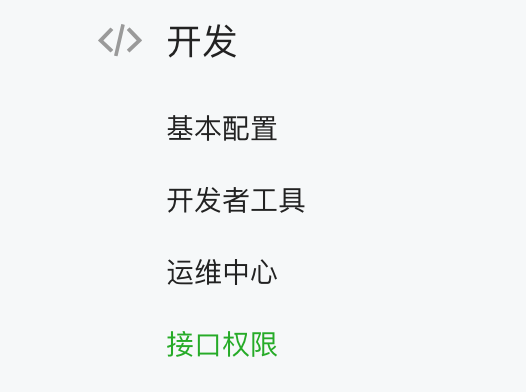 开发
基本配置
开发者工具
运维中心
接口权限